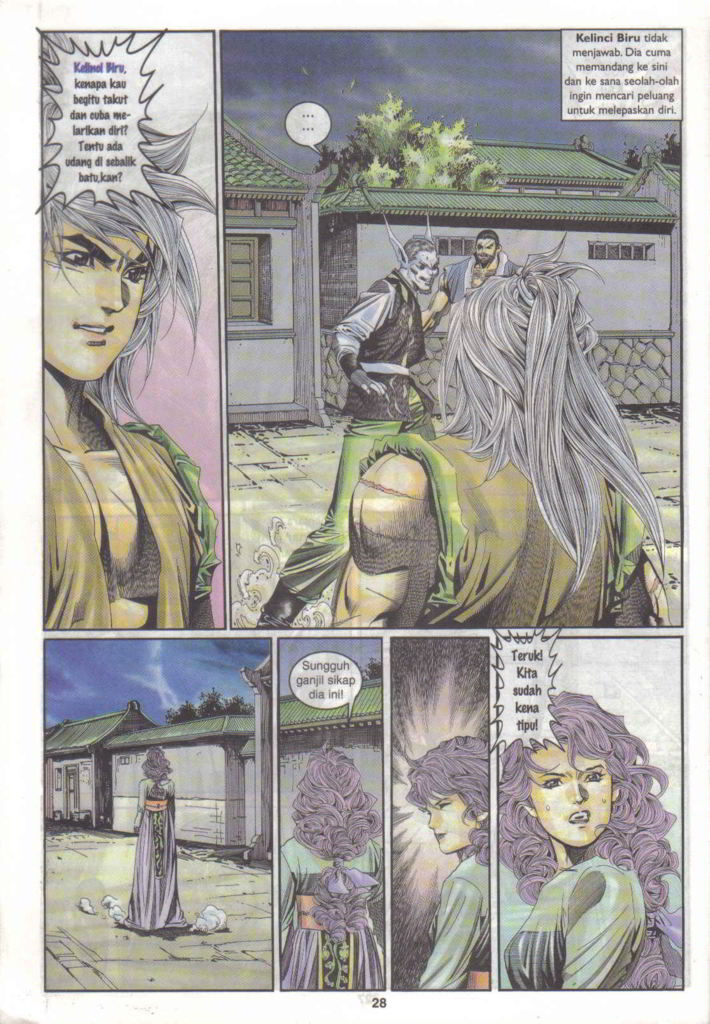 Kelinci Biru,
kenapa kau
begitu takut
dan cuba me-
larikan diri?
Tentu ada
udang di sebalik
batu,kan?
...
...
Kelinci Biru tidak
menjawab. Dia cuma
memandang ke sini
dan ke sana seolah-olah
ingin mencari peluang
untuk melepaskan diri.
Sungguh
ganjil sikap
dia ini!
Teruk!
Kita
sudah
kena
tipu!
28